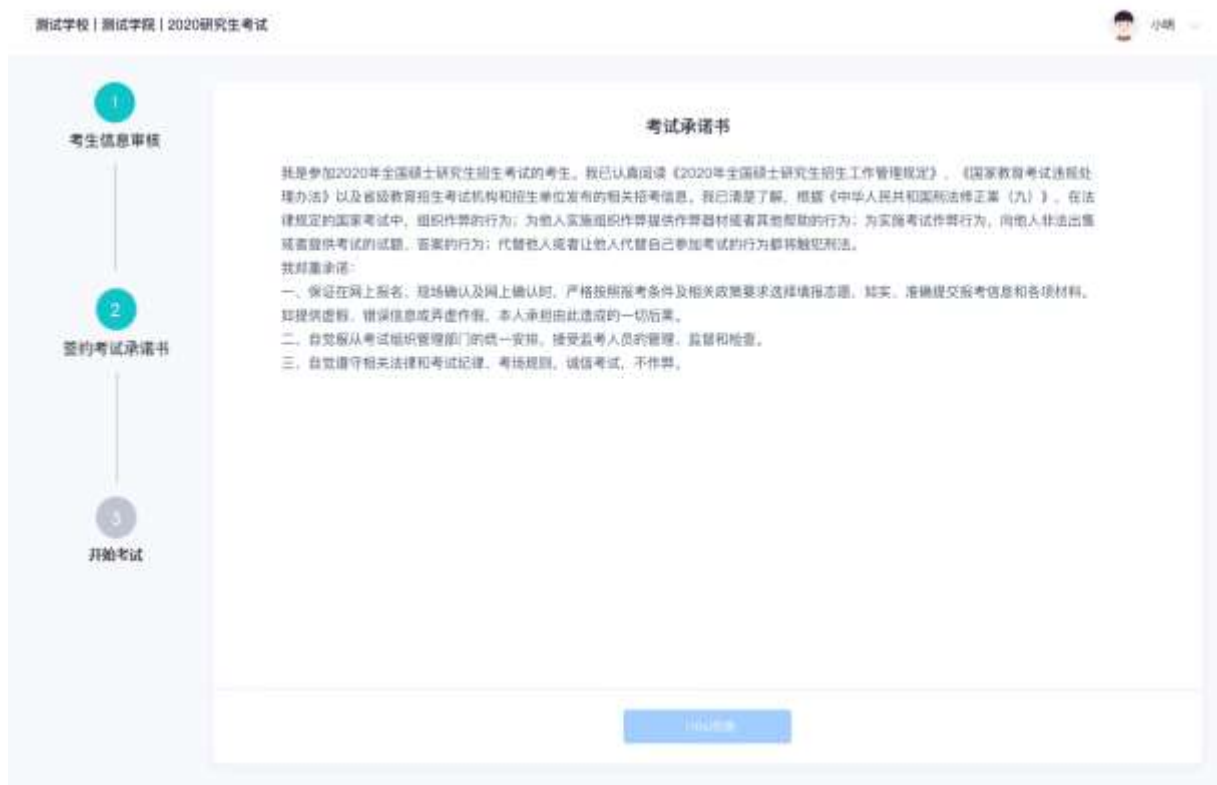 测试学校 | 测试学院 | 2020研究生考试
小明
1
考生信息审核
2
签约考试承诺书
3
开始考试
考试承诺书
我是参加2020年全国硕士研究生招生考试的考生。我已认真阅读《2020年全国硕士研究生招生工作管理规定》、《国家教育考试违规处
理办法》以及省级教育招生考试机构和招生单位发布的相关招考信息。我已清楚了解，根据《中华人民共和国刑法修正案（九）》，在法
律规定的国家考试中，组织作弊的行为；为他人实施组织作弊提供作弊器材或者其他帮助的行为；为实施考试作弊行为，向他人非法出售
或者提供考试的试题、答案的行为；代替他人或者让他人代替自己参加考试的行为都将触犯刑法。
我郑重承诺：
一、保证在网上报名、现场确认及网上确认时，严格按照报考条件及相关政策要求选择填报志愿，如实、准确提交报考信息和各项材料。
如提供虚假、错误信息或弄虚作假，本人承担由此造成的一切后果。
二、自觉服从考试组织管理部门的统一安排，接受监考人员的管理、监督和检查。
三、自觉遵守相关法律和考试纪律、考场规则，诚信考试，不作弊。